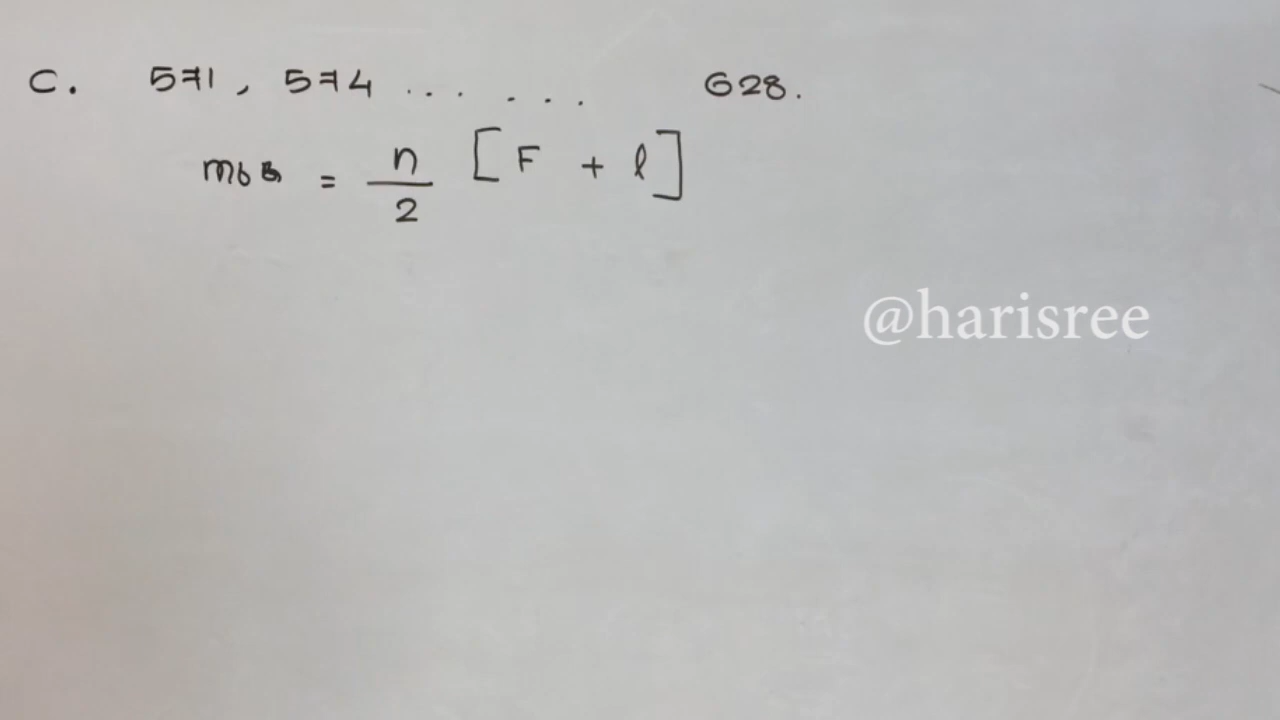 C. 571, 574 ... ... 628.
= n/2 [F + l]
@harisree